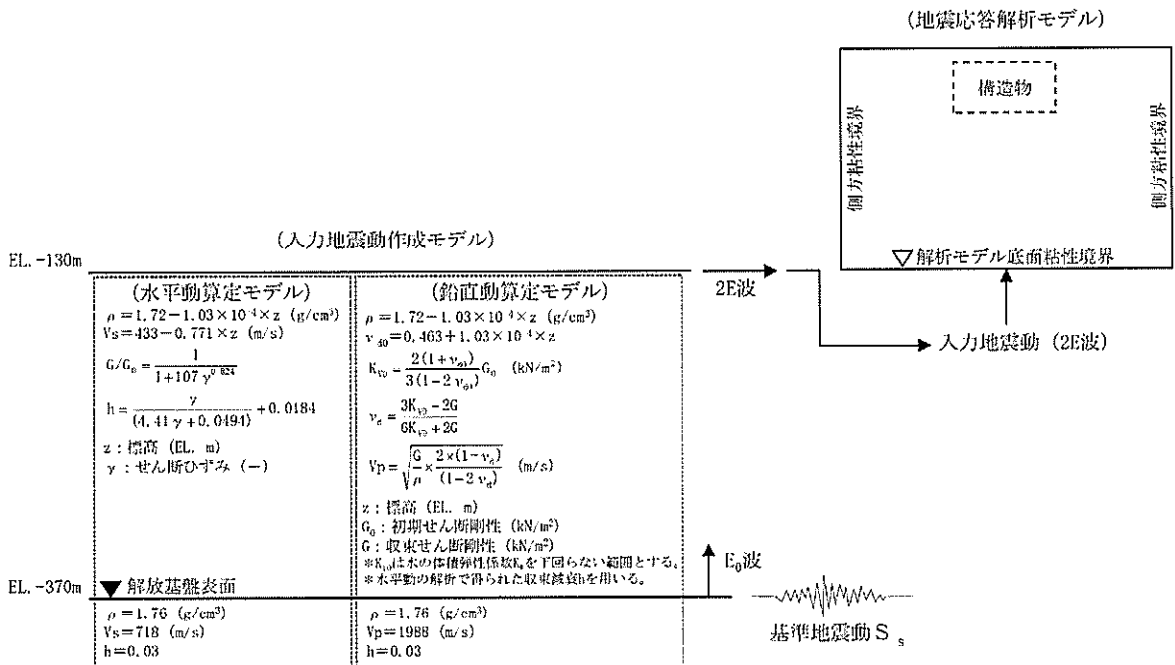 (地震応答解析モデル)
構造物
側方粘性境界
側方粘性境界
▽解析モデル底面粘性境界
(入力地震動作成モデル)
EL.-130m
2E波
入力地震動 (2E波)
(水平動算定モデル)
ρ=1.72-1.03×10⁻⁴×z (g/cm³)
Vs=433-0.771×z (m/s)
G/G₀=1/(1+107γ^0.824)
h=γ/(4.41γ+0.0494)+0.0184
z:標高 (EL. m)
γ:せん断ひずみ (-)
(鉛直動算定モデル)
ρ=1.72-1.03×10⁻⁴×z (g/cm³)
ν_d0=0.463+1.03×10⁻⁴×z
K_V0=2(1+ν_d0)/3(1-2ν_d0) G₀ (kN/m²)
ν_d=(3K_V0-2G)/(6K_V0+2G)
Vp=√(G/ρ×2×(1-ν_d)/(1-2ν_d)) (m/s)
z:標高 (EL. m)
G₀:初期せん断剛性 (kN/m²)
G:収束せん断剛性 (kN/m²)
*K_V0は水の体積弾性係数K_wを下回らない範囲とする。
*水平動の解析で得られた収束減衰hを用いる。
E₀波
EL.-370m
▼解放基盤表面
ρ=1.76 (g/cm³)
Vs=718 (m/s)
h=0.03
ρ=1.76 (g/cm³)
Vp=1988 (m/s)
h=0.03
基準地震動Ss